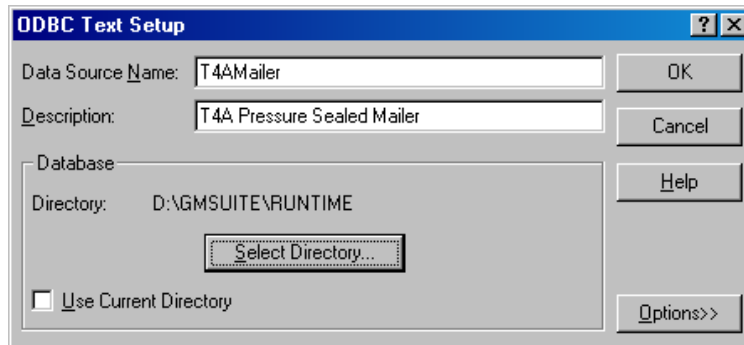 ODBC Text Setup
Data Source Name: T4AMailer
OK
Description: T4A Pressure Sealed Mailer
Cancel
Database
Help
Directory: D:\GMSUITE\RUNTIME
Select Directory...
Use Current Directory
Options>>